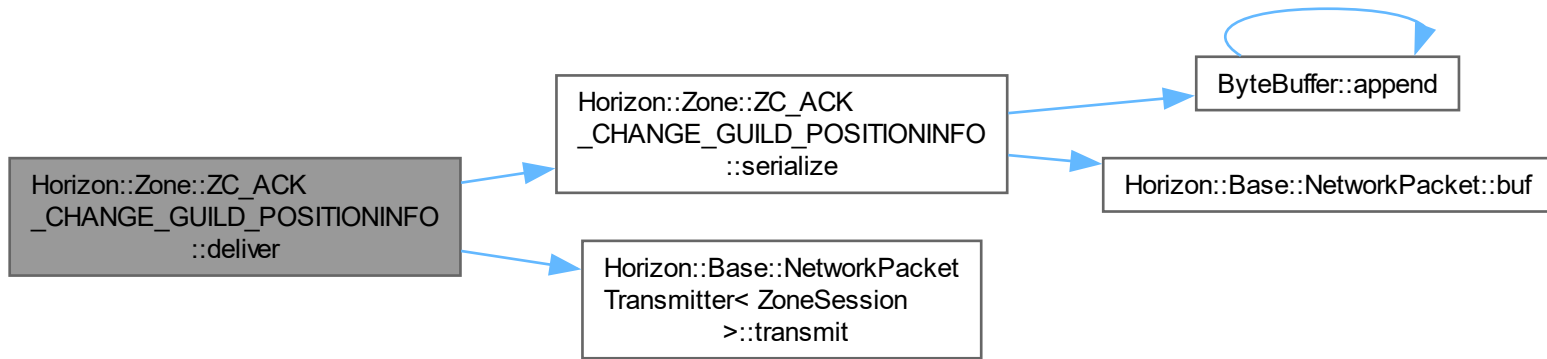 Horizon::Zone::ZC_ACK
_CHANGE_GUILD_POSITIONINFO
::deliver
Horizon::Zone::ZC_ACK
_CHANGE_GUILD_POSITIONINFO
::serialize
ByteBuffer::append
Horizon::Base::NetworkPacket::buf
Horizon::Base::NetworkPacket
Transmitter< ZoneSession
>::transmit